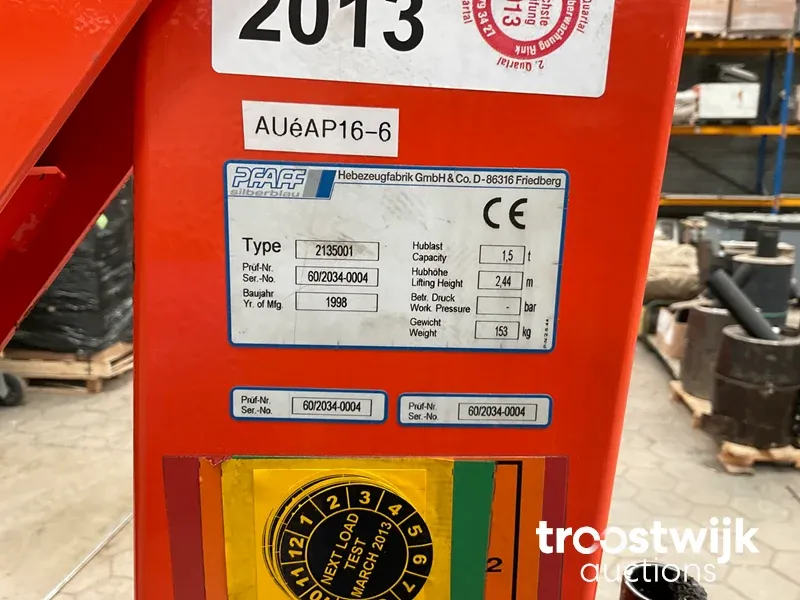 2013
2. Quartal
AUéAP16-6
PFAFF
silberblau
Hebezeugfabrik GmbH & Co. D-86316 Friedberg
CE
Type 2135001
Prüf-Nr.
Ser.-No. 60/2034-0004
Baujahr
Yr. of Mfg. 1998
Hublast
Capacity 1,5 t
Hubhöhe
Lifting Height 2,44 m
Betr. Druck
Work. Pressure - bar
Gewicht
Weight 153 kg
Prüf-Nr.
Ser.-No. 60/2034-0004
Prüf-Nr.
Ser.-No. 60/2034-0004
NEXT LOAD
TEST
MARCH 2013
10 11 12 1 2 3 4 5 6 7
2
troostwijk
auctions